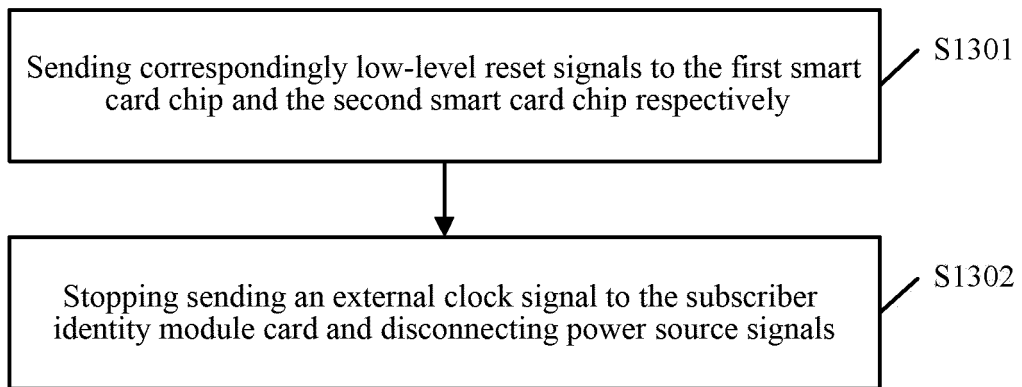 Sending correspondingly low-level reset signals to the first smart
card chip and the second smart card chip respectively
S1301
Stopping sending an external clock signal to the subscriber
identity module card and disconnecting power source signals
S1302